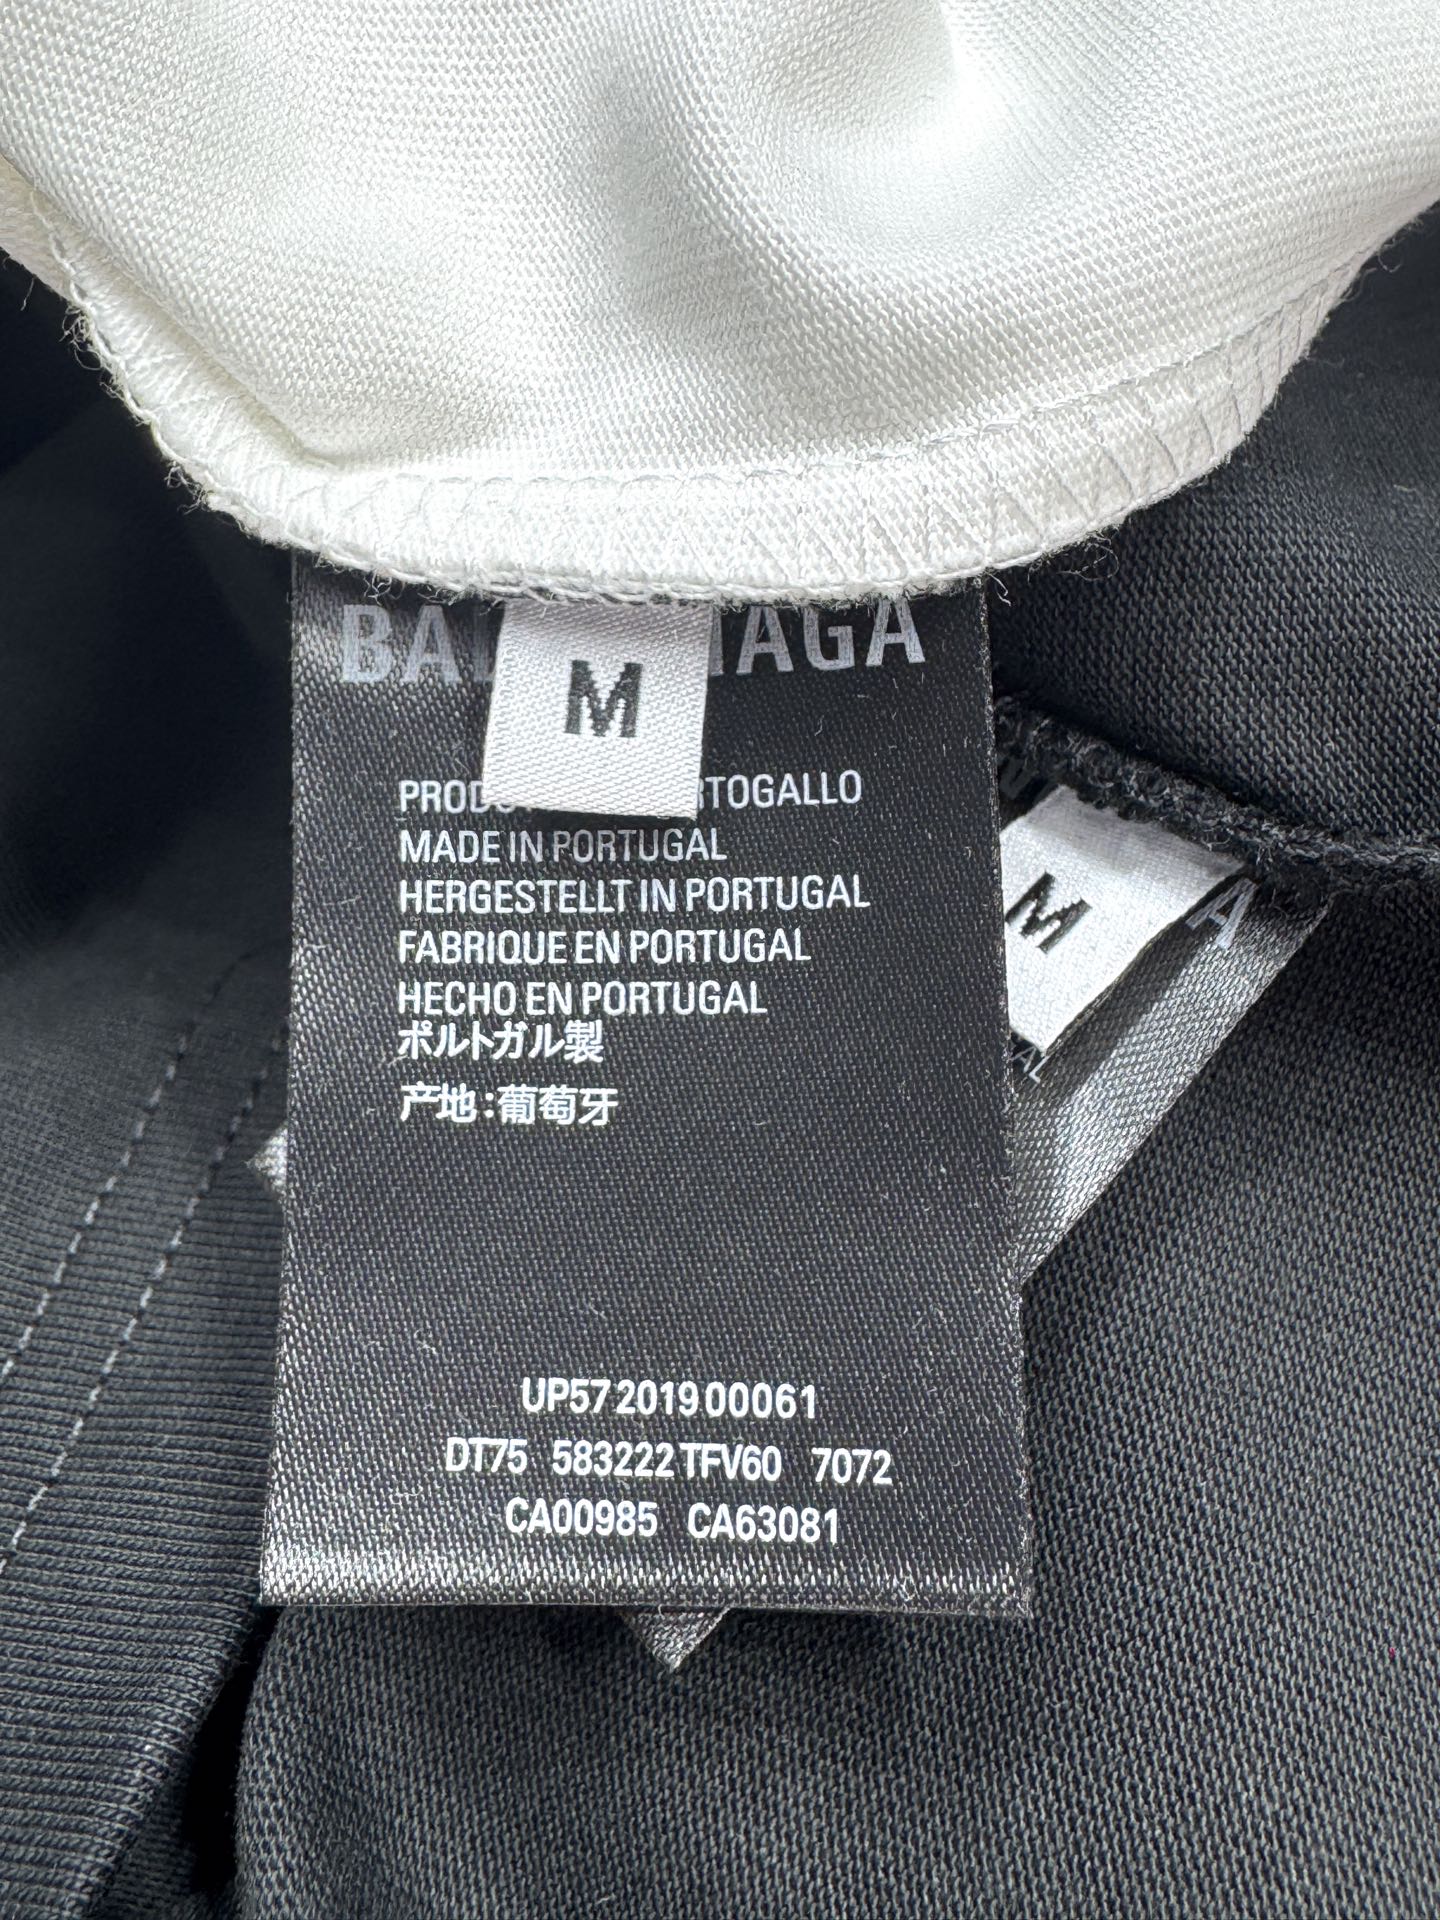 M
MADE IN PORTUGAL
HERGESTELLT IN PORTUGAL
FABRIQUE EN PORTUGAL
HECHO EN PORTUGAL
ポルトガル製
产地:葡萄牙
UP57 2019 00061
DT75 583222 TFV60 7072
CA00985 CA63081
M